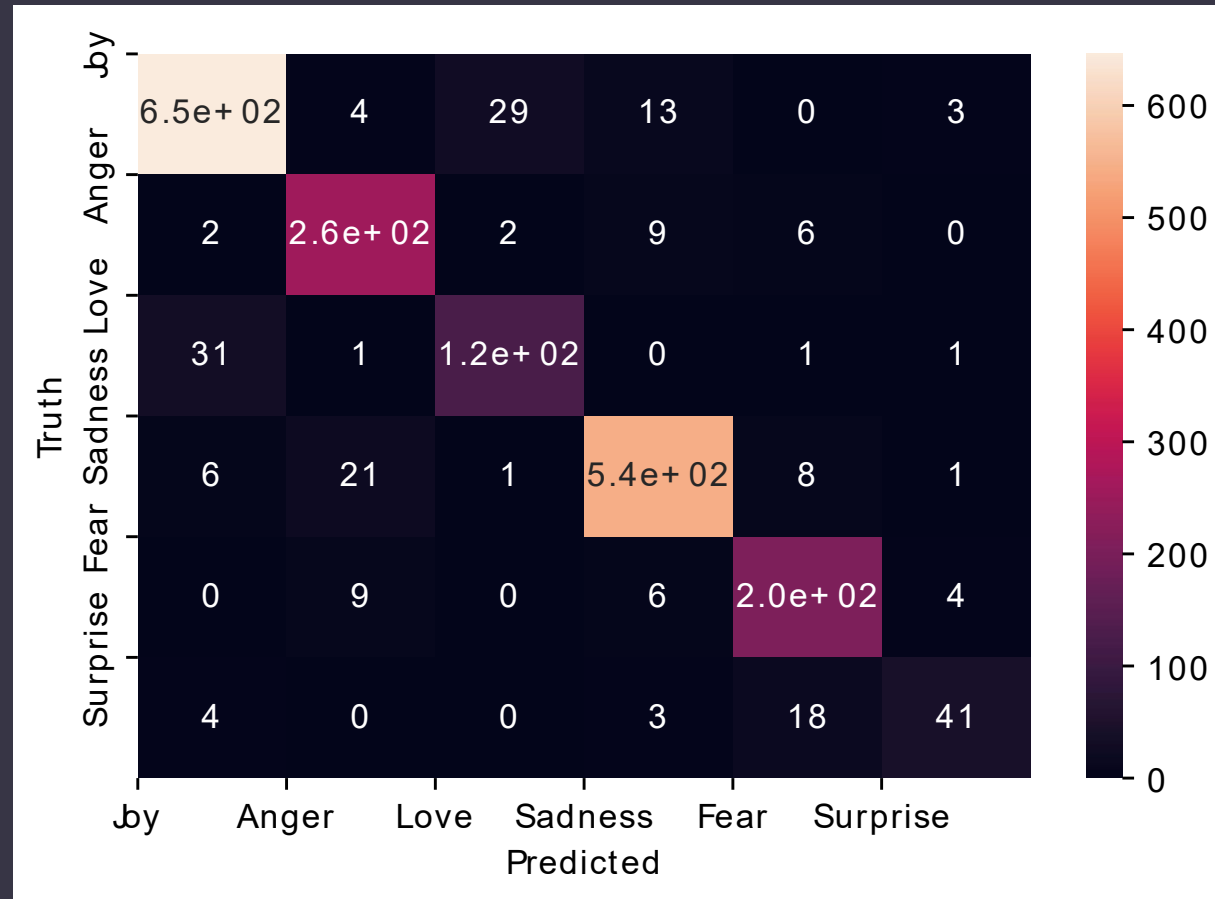 Joy
6.5e+02 4 29 13 0 3
600
Anger
2 2.6e+02 2 9 6 0
500
Love
31 1 1.2e+02 0 1 1
400
Truth
Sadness
6 21 1 5.4e+02 8 1
300
Fear
0 9 0 6 2.0e+02 4
200
Surprise
4 0 0 3 18 41
100
0
Joy Anger Love Sadness Fear Surprise
Predicted